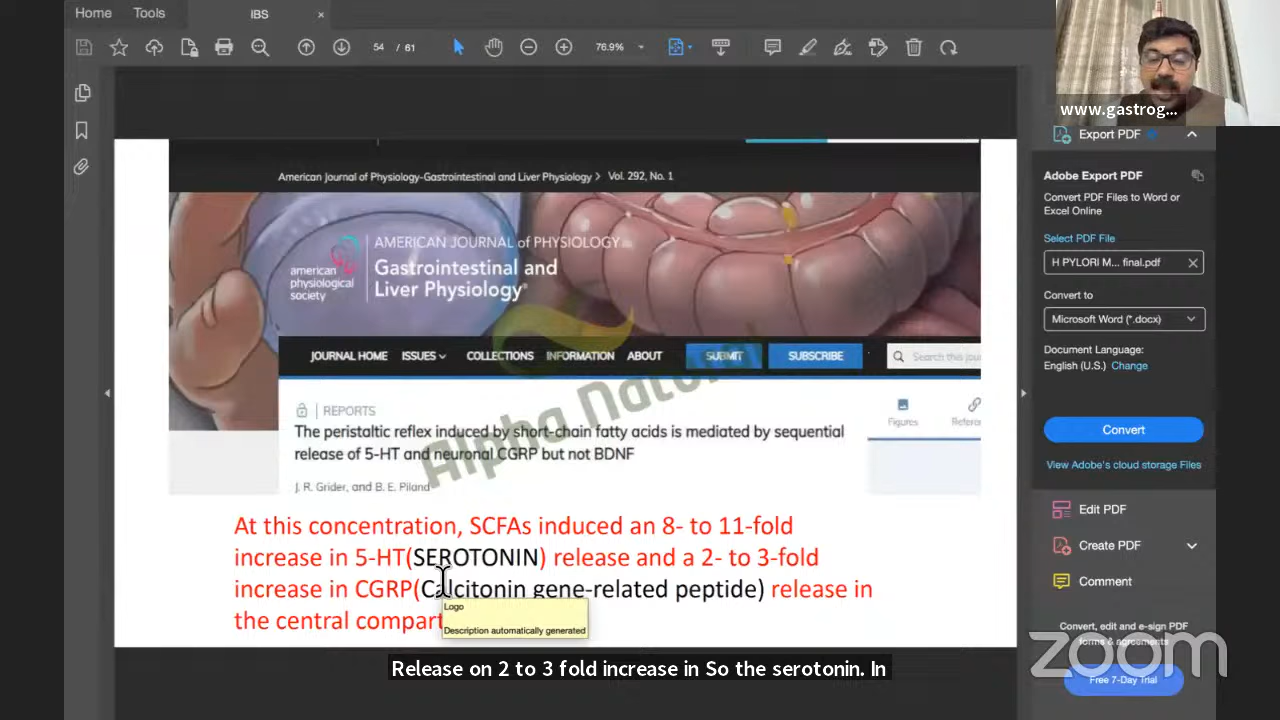 Home Tools IBS ×
54 / 61 76.9%
www.gastrog...
Export PDF
Adobe Export PDF
Convert PDF Files to Word or Excel Online
Select PDF File
H PYLORI M... final.pdf
Convert to
Microsoft Word (*.docx)
Document Language:
English (U.S.) Change
Convert
View Adobe's cloud storage Files
Edit PDF
Create PDF
Comment
Convert, edit and e-sign PDF
forms & agreements
Free 7-Day Trial
zoom
American Journal of Physiology-Gastrointestinal and Liver Physiology > Vol. 292, No. 1
american
physiological
society
AMERICAN JOURNAL of PHYSIOLOGY
Gastrointestinal and
Liver Physiology
JOURNAL HOME ISSUES COLLECTIONS INFORMATION ABOUT SUBMIT SUBSCRIBE Search this jou
Alpha Natural
REPORTS
Figures Refere
The peristaltic reflex induced by short-chain fatty acids is mediated by sequential
release of 5-HT and neuronal CGRP but not BDNF
J. R. Grider, and B. E. Piland
At this concentration, SCFAs induced an 8- to 11-fold
increase in 5-HT(SEROTONIN) release and a 2- to 3-fold
increase in CGRP(Calcitonin gene-related peptide) release in
the central compart
Logo
Description automatically generated
Release on 2 to 3 fold increase in So the serotonin. In